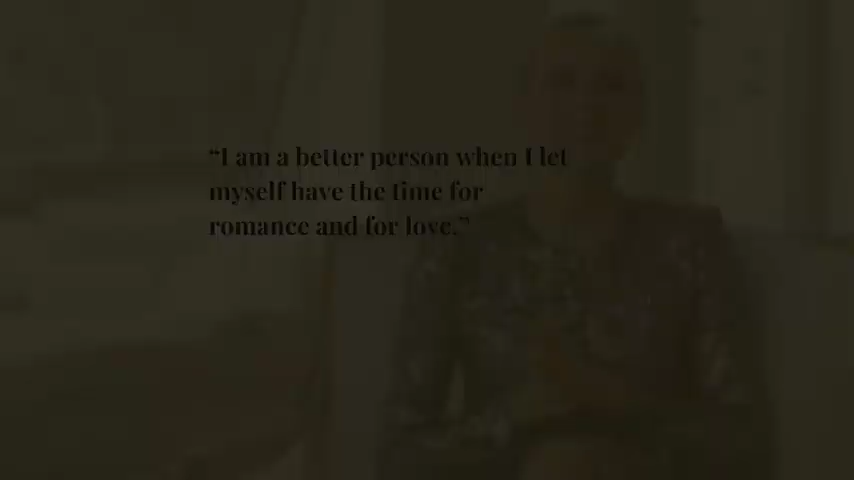 “I am a better person when I let
myself have the time for
romance and for love.”